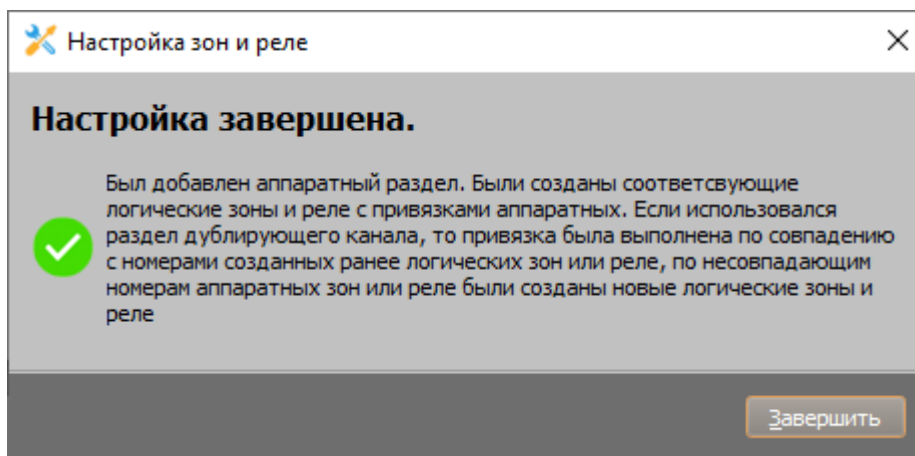 Настройка зон и реле
Настройка завершена.
Был добавлен аппаратный раздел. Были созданы соответсвующие
логические зоны и реле с привязками аппаратных. Если использовался
раздел дублирующего канала, то привязка была выполнена по совпадению
с номерами созданных ранее логических зон или реле, по несовпадающим
номерам аппаратных зон или реле были созданы новые логические зоны и
реле
Завершить